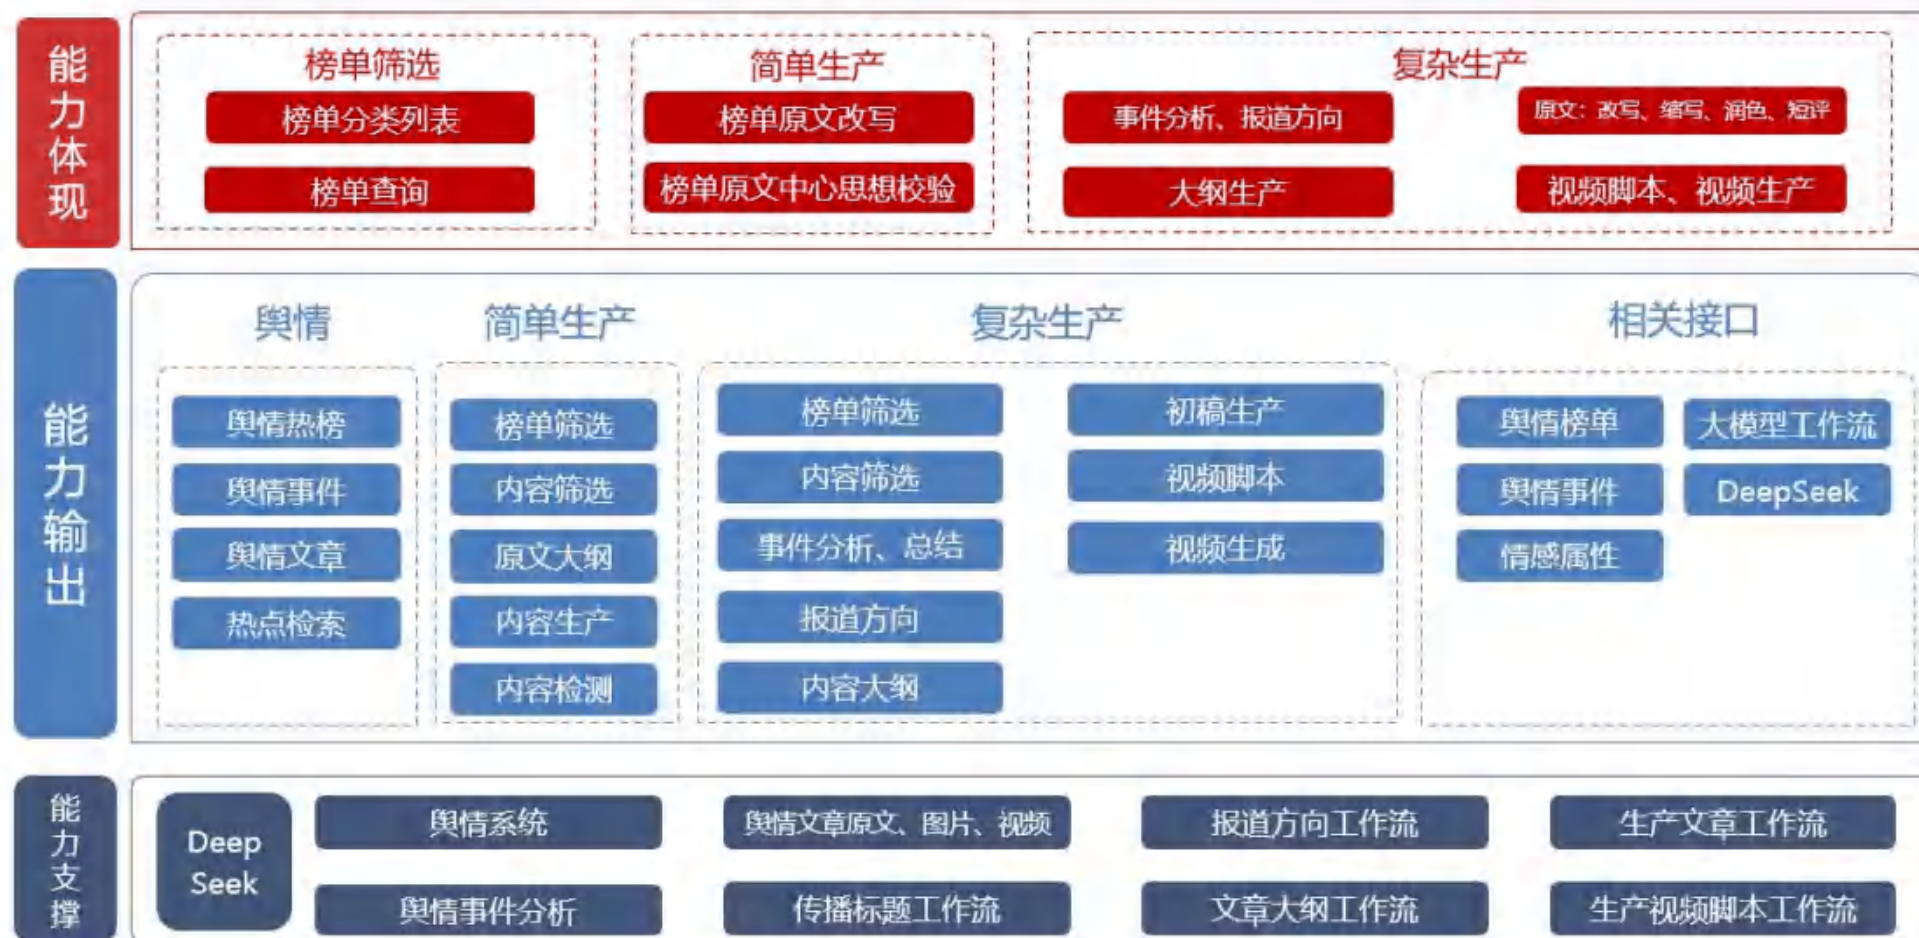 能力体现
榜单筛选
榜单分类列表
榜单查询
简单生产
榜单原文改写
榜单原文中心思想校验
复杂生产
事件分析、报道方向
原文：改写、缩写、润色、短评
大纲生产
视频脚本、视频生产
能力输出
舆情
舆情热榜
舆情事件
舆情文章
热点检索
简单生产
榜单筛选
内容筛选
原文大纲
内容生产
内容检测
复杂生产
榜单筛选
内容筛选
事件分析、总结
报道方向
内容大纲
初稿生产
视频脚本
视频生成
相关接口
舆情榜单
舆情事件
情感属性
大模型工作流
DeepSeek
能力支撑
Deep
Seek
舆情系统
舆情文章原文、图片、视频
报道方向工作流
生产文章工作流
舆情事件分析
传播标题工作流
文章大纲工作流
生产视频脚本工作流